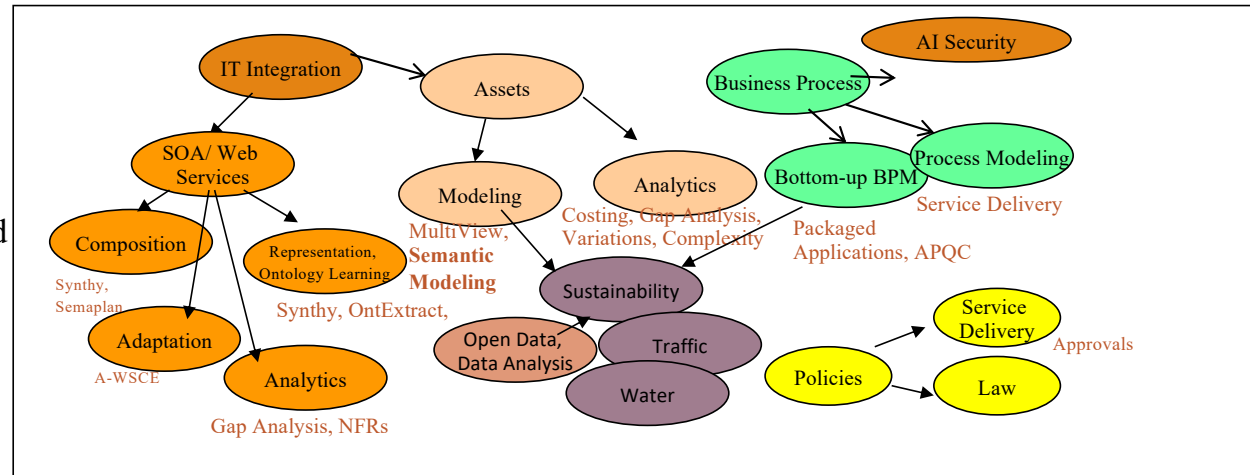 AI Security
IT Integration
Assets
Business Process
SOA/ Web
Services
Process Modeling
Bottom-up BPM
Analytics
Modeling
Service Delivery
Costing, Gap Analysis,
Variations, Complexity
MultiView,
Semantic
Modeling
Packaged
Applications, APQC
d
Composition
Representation,
Ontology Learning
Synthy,
Semaplan
Synthy, OntExtract,
Sustainability
Service
Delivery
Approvals
Adaptation
A-WSCE
Open Data,
Data Analysis
Traffic
Analytics
Policies
Law
Water
Gap Analysis, NFRs